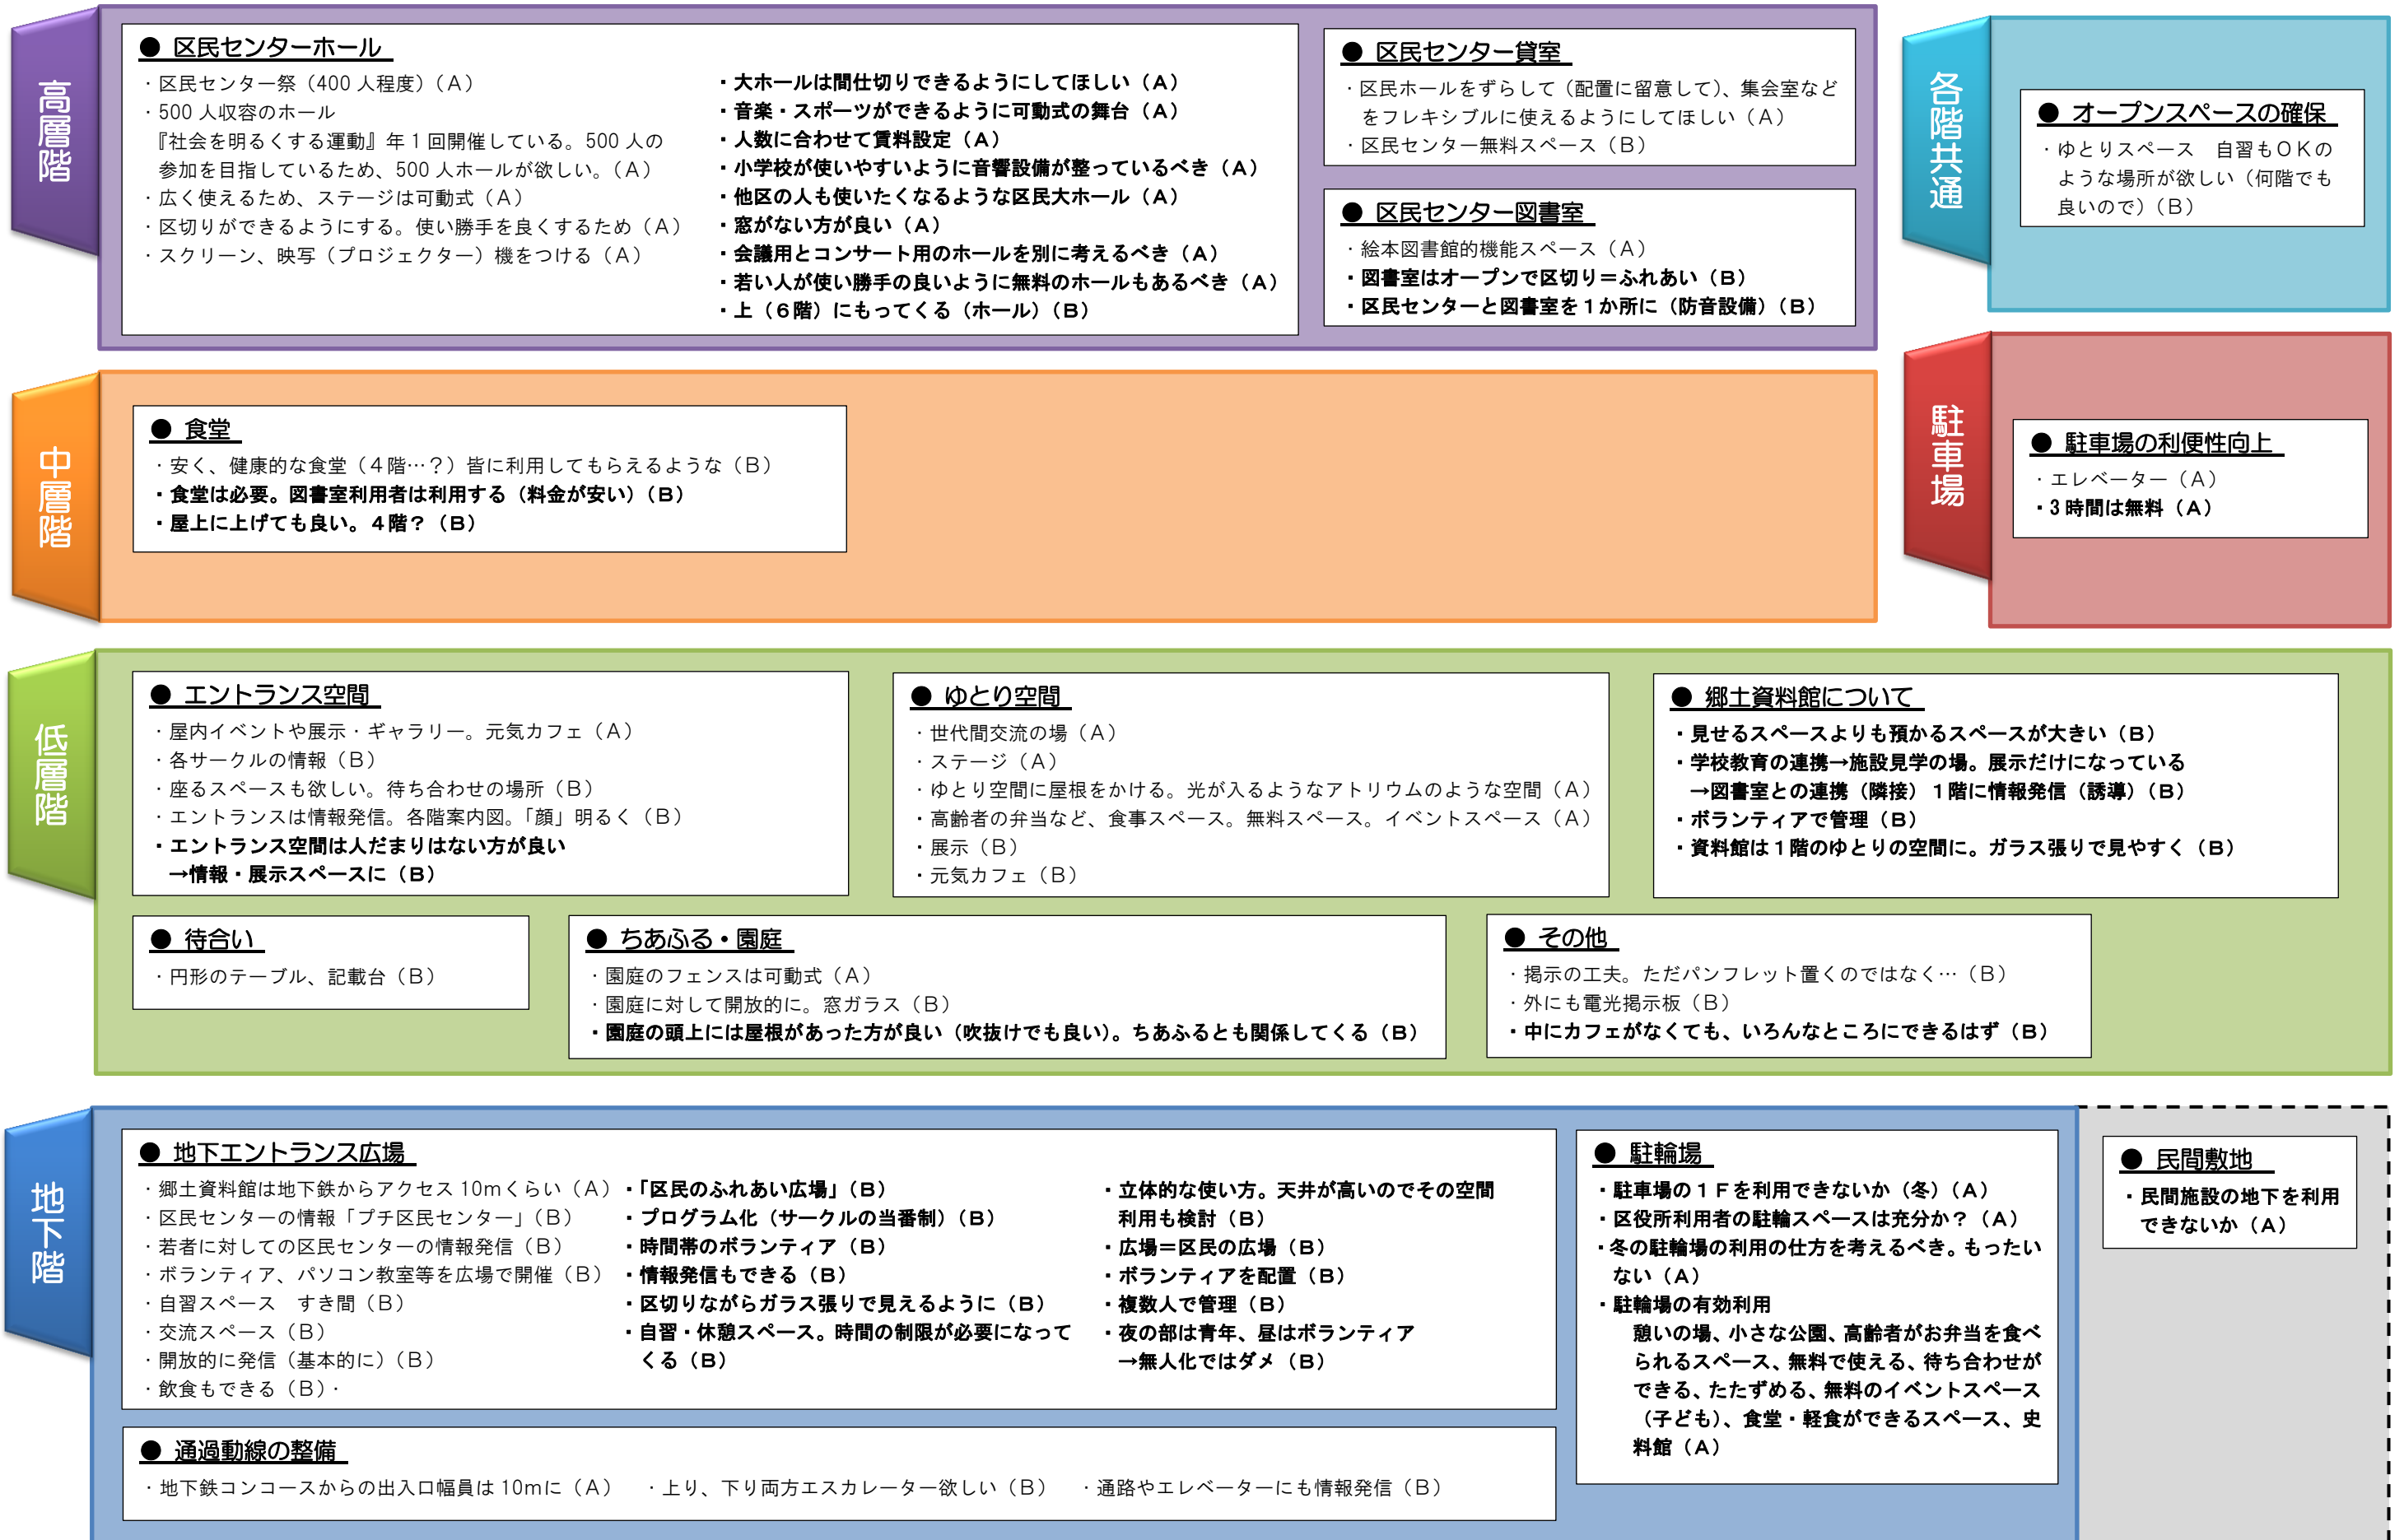 高層階
● 区民センターホール
・区民センター祭（400 人程度）（A）
・500 人収容のホール
『社会を明るくする運動』年１回開催している。500 人の
参加を目指しているため、500 人ホールが欲しい。（A）
・広く使えるため、ステージは可動式（A）
・区切りができるようにする。使い勝手を良くするため（A）
・スクリーン、映写（プロジェクター）機をつける（A）
・大ホールは間仕切りできるようにしてほしい（A）
・音楽・スポーツができるように可動式の舞台（A）
・人数に合わせて賃料設定（A）
・小学校が使いやすいように音響設備が整っているべき（A）
・他区の人も使いたくなるような区民大ホール（A）
・窓がない方が良い（A）
・会議用とコンサート用のホールを別に考えるべき（A）
・若い人が使い勝手の良いように無料のホールもあるべき（A）
・上（６階）にもってくる（ホール）（B）
● 区民センター貸室
・区民ホールをずらして（配置に留意して）、集会室など
をフレキシブルに使えるようにしてほしい（A）
・区民センター無料スペース（B）
● 区民センター図書室
・絵本図書館的機能スペース（A）
・図書室はオープンで区切り＝ふれあい（B）
・区民センターと図書室を１か所に（防音設備）（B）
各階共通
● オープンスペースの確保
・ゆとりスペース　自習もＯＫの
ような場所が欲しい（何階でも
良いので）（B）
中層階
● 食堂
・安く、健康的な食堂（４階…？）皆に利用してもらえるような（B）
・食堂は必要。図書室利用者は利用する（料金が安い）（B）
・屋上に上げても良い。４階？（B）
駐車場
● 駐車場の利便性向上
・エレベーター（A）
・3 時間は無料（A）
低層階
● エントランス空間
・屋内イベントや展示・ギャラリー。元気カフェ（A）
・各サークルの情報（B）
・座るスペースも欲しい。待ち合わせの場所（B）
・エントランスは情報発信。各階案内図。「顔」明るく（B）
・エントランス空間は人だまりはない方が良い
→情報・展示スペースに（B）
● ゆとり空間
・世代間交流の場（A）
・ステージ（A）
・ゆとり空間に屋根をかける。光が入るようなアトリウムのような空間（A）
・高齢者の弁当など、食事スペース。無料スペース。イベントスペース（A）
・展示（B）
・元気カフェ（B）
● 郷土資料館について
・見せるスペースよりも預かるスペースが大きい（B）
・学校教育の連携→施設見学の場。展示だけになっている
→図書室との連携（隣接）１階に情報発信（誘導）（B）
・ボランティアで管理（B）
・資料館は１階のゆとりの空間に。ガラス張りで見やすく（B）
● 待合い
・円形のテーブル、記載台（B）
● ちあふる・園庭
・園庭のフェンスは可動式（A）
・園庭に対して開放的に。窓ガラス（B）
・園庭の頭上には屋根があった方が良い（吹抜けでも良い）。ちあふるとも関係してくる（B）
● その他
・掲示の工夫。ただパンフレット置くのではなく…（B）
・外にも電光掲示板（B）
・中にカフェがなくても、いろんなところにできるはず（B）
地下階
● 地下エントランス広場
・郷土資料館は地下鉄からアクセス 10ｍくらい（A）
・区民センターの情報「プチ区民センター」（B）
・若者に対しての区民センターの情報発信（B）
・ボランティア、パソコン教室等を広場で開催（B）
・自習スペース　すき間（B）
・交流スペース（B）
・開放的に発信（基本的に）（B）
・飲食もできる（B）・
・「区民のふれあい広場」（B）
・プログラム化（サークルの当番制）（B）
・時間帯のボランティア（B）
・情報発信もできる（B）
・区切りながらガラス張りで見えるように（B）
・自習・休憩スペース。時間の制限が必要になって
くる（B）
・立体的な使い方。天井が高いのでその空間
利用も検討（B）
・広場＝区民の広場（B）
・ボランティアを配置（B）
・複数人で管理（B）
・夜の部は青年、昼はボランティア
→無人化ではダメ（B）
● 通過動線の整備
・地下鉄コンコースからの出入口幅員は 10ｍに（A）　・上り、下り両方エスカレーター欲しい（B）　・通路やエレベーターにも情報発信（B）
● 駐輪場
・駐車場の１Ｆを利用できないか（冬）（A）
・区役所利用者の駐輪スペースは充分か？（A）
・冬の駐輪場の利用の仕方を考えるべき。もったい
ない（A）
・駐輪場の有効利用
憩いの場、小さな公園、高齢者がお弁当を食べ
られるスペース、無料で使える、待ち合わせが
できる、たたずめる、無料のイベントスペース
（子ども）、食堂・軽食ができるスペース、史
料館（A）
● 民間敷地
・民間施設の地下を利用
できないか（A）